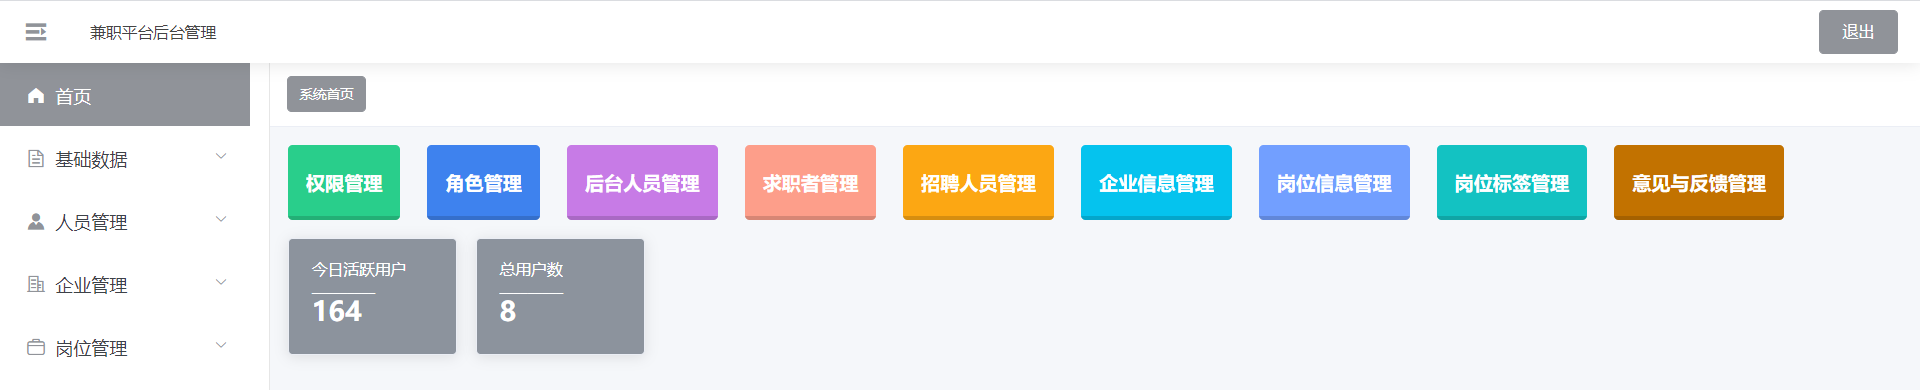 兼职平台后台管理
退出
首页
基础数据
人员管理
企业管理
岗位管理
系统首页
权限管理
角色管理
后台人员管理
求职者管理
招聘人员管理
企业信息管理
岗位信息管理
岗位标签管理
意见与反馈管理
今日活跃用户
164
总用户数
8